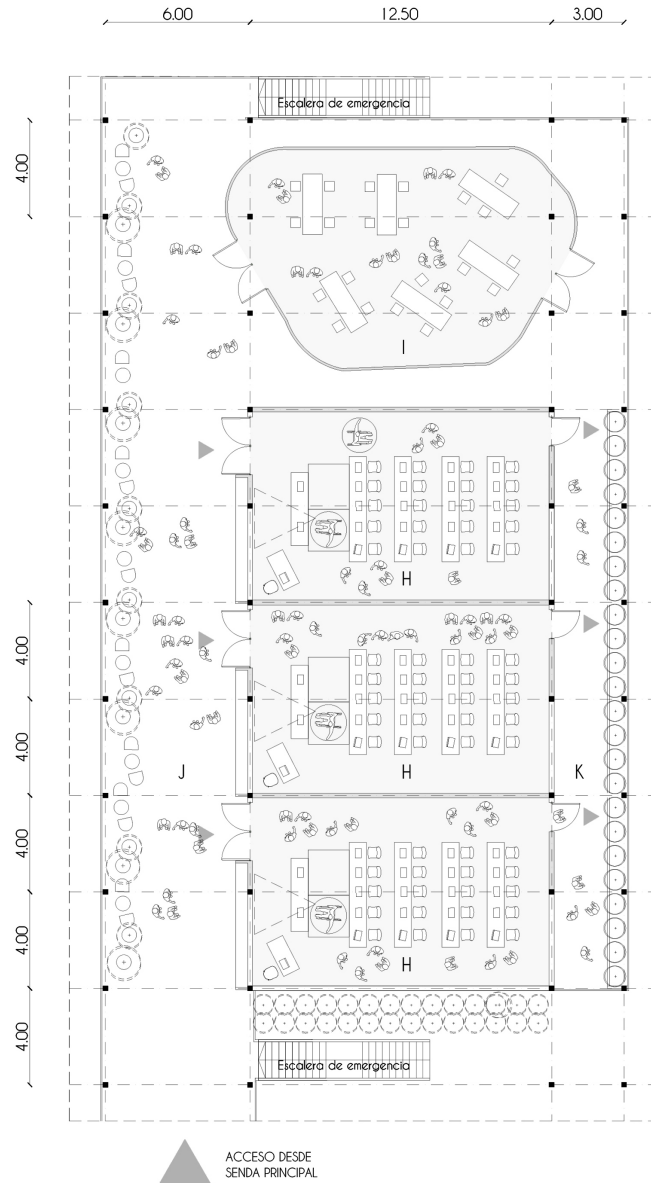 6.00
12.50
3.00
Escalera de emergencia
4.00
I
H
4.00
4.00
J
H
K
4.00
4.00
H
4.00
Escalera de emergencia
ACCESO DESDE
SENDA PRINCIPAL